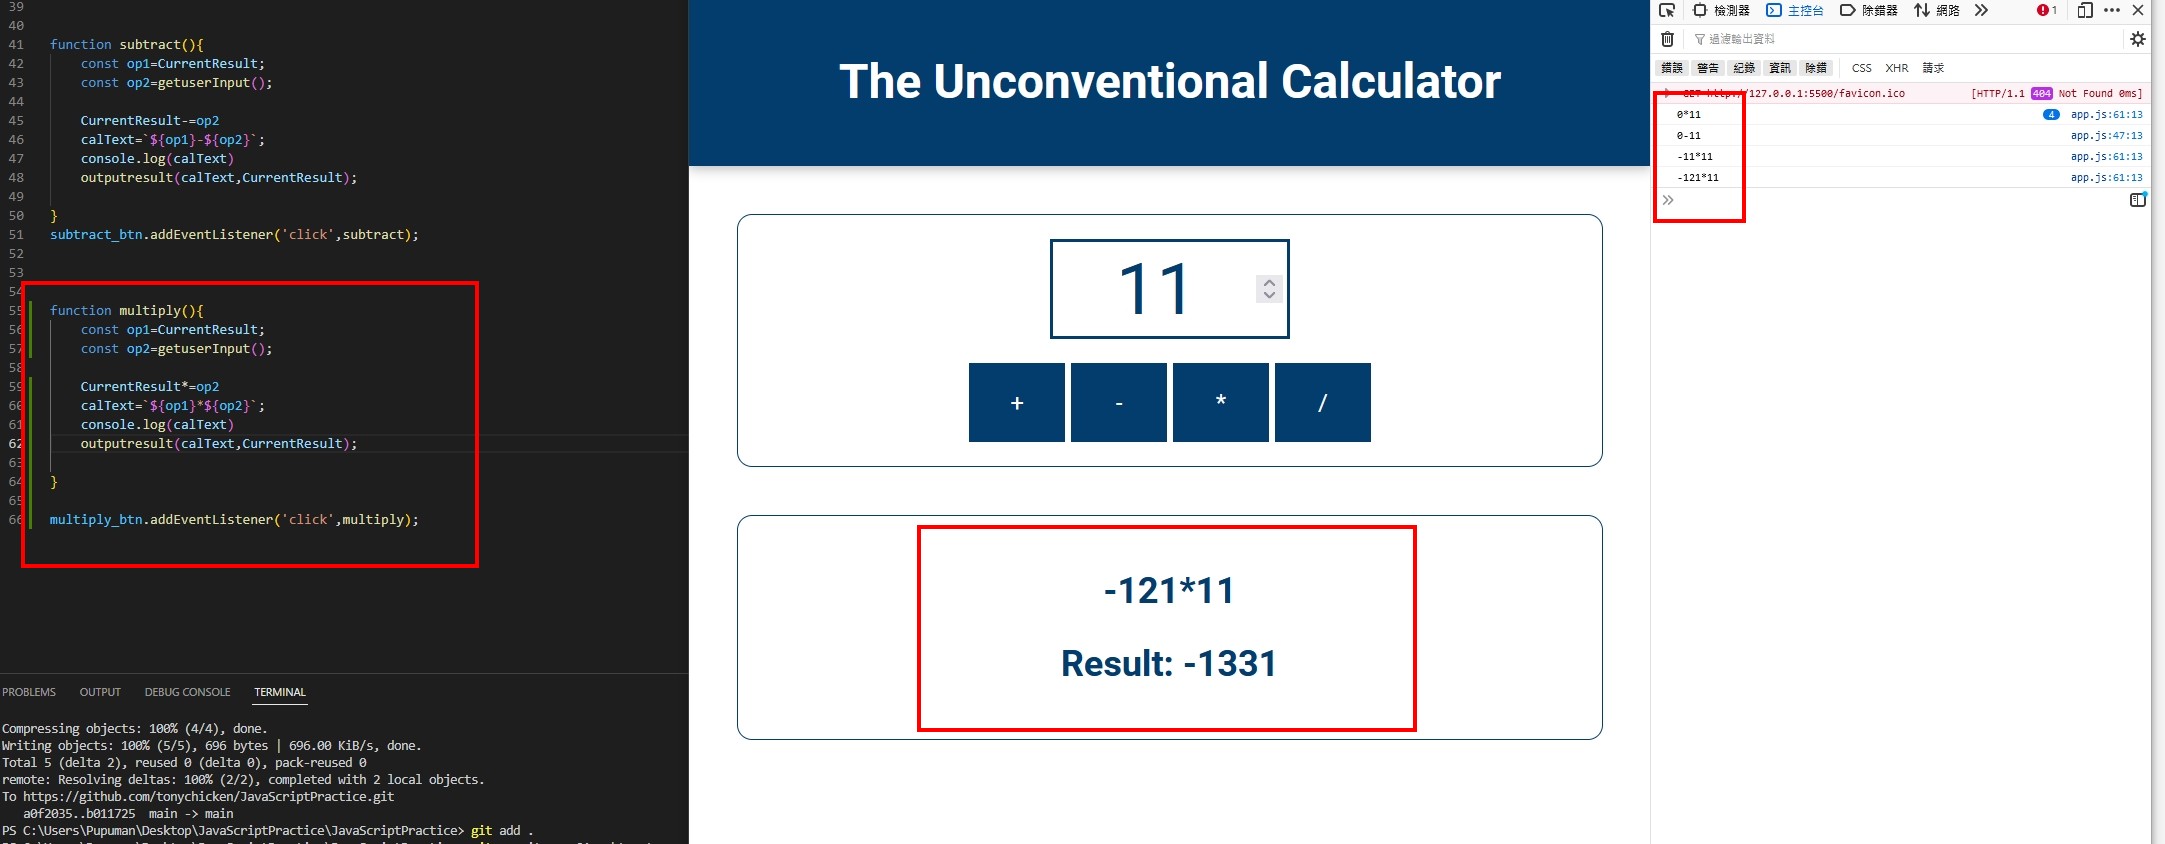 39
40
41 function subtract(){
42 const op1=CurrentResult;
43 const op2=getuserInput();
44
45 CurrentResult-=op2
46 calText=`${op1}-${op2}`;
47 console.log(calText)
48 outputresult(calText,CurrentResult);
49
50 }
51 subtract_btn.addEventListener('click',subtract);
52
53
54
55 function multiply(){
56 const op1=CurrentResult;
57 const op2=getuserInput();
58
59 CurrentResult*=op2
60 calText=`${op1}*${op2}`;
61 console.log(calText)
62 outputresult(calText,CurrentResult);
63
64 }
65
66 multiply_btn.addEventListener('click',multiply);
PROBLEMS OUTPUT DEBUG CONSOLE TERMINAL
Compressing objects: 100% (4/4), done.
Writing objects: 100% (5/5), 696 bytes | 696.00 KiB/s, done.
Total 5 (delta 2), reused 0 (delta 0), pack-reused 0
remote: Resolving deltas: 100% (2/2), completed with 2 local objects.
To https://github.com/tonychicken/JavaScriptPractice.git
a0f2035..b011725 main -> main
PS C:\Users\Pupuman\Desktop\JavaScriptPractice\JavaScriptPractice> git add .
The Unconventional Calculator
11
+ - * /
-121*11
Result: -1331
檢測器 主控台 除錯器 網路 1
過濾輸出資料
錯誤 警告 紀錄 資訊 除錯 CSS XHR 請求
GET http://127.0.0.1:5500/favicon.ico [HTTP/1.1 404 Not Found 0ms]
0*11 4 app.js:61:13
0-11 app.js:47:13
-11*11 app.js:61:13
-121*11 app.js:61:13